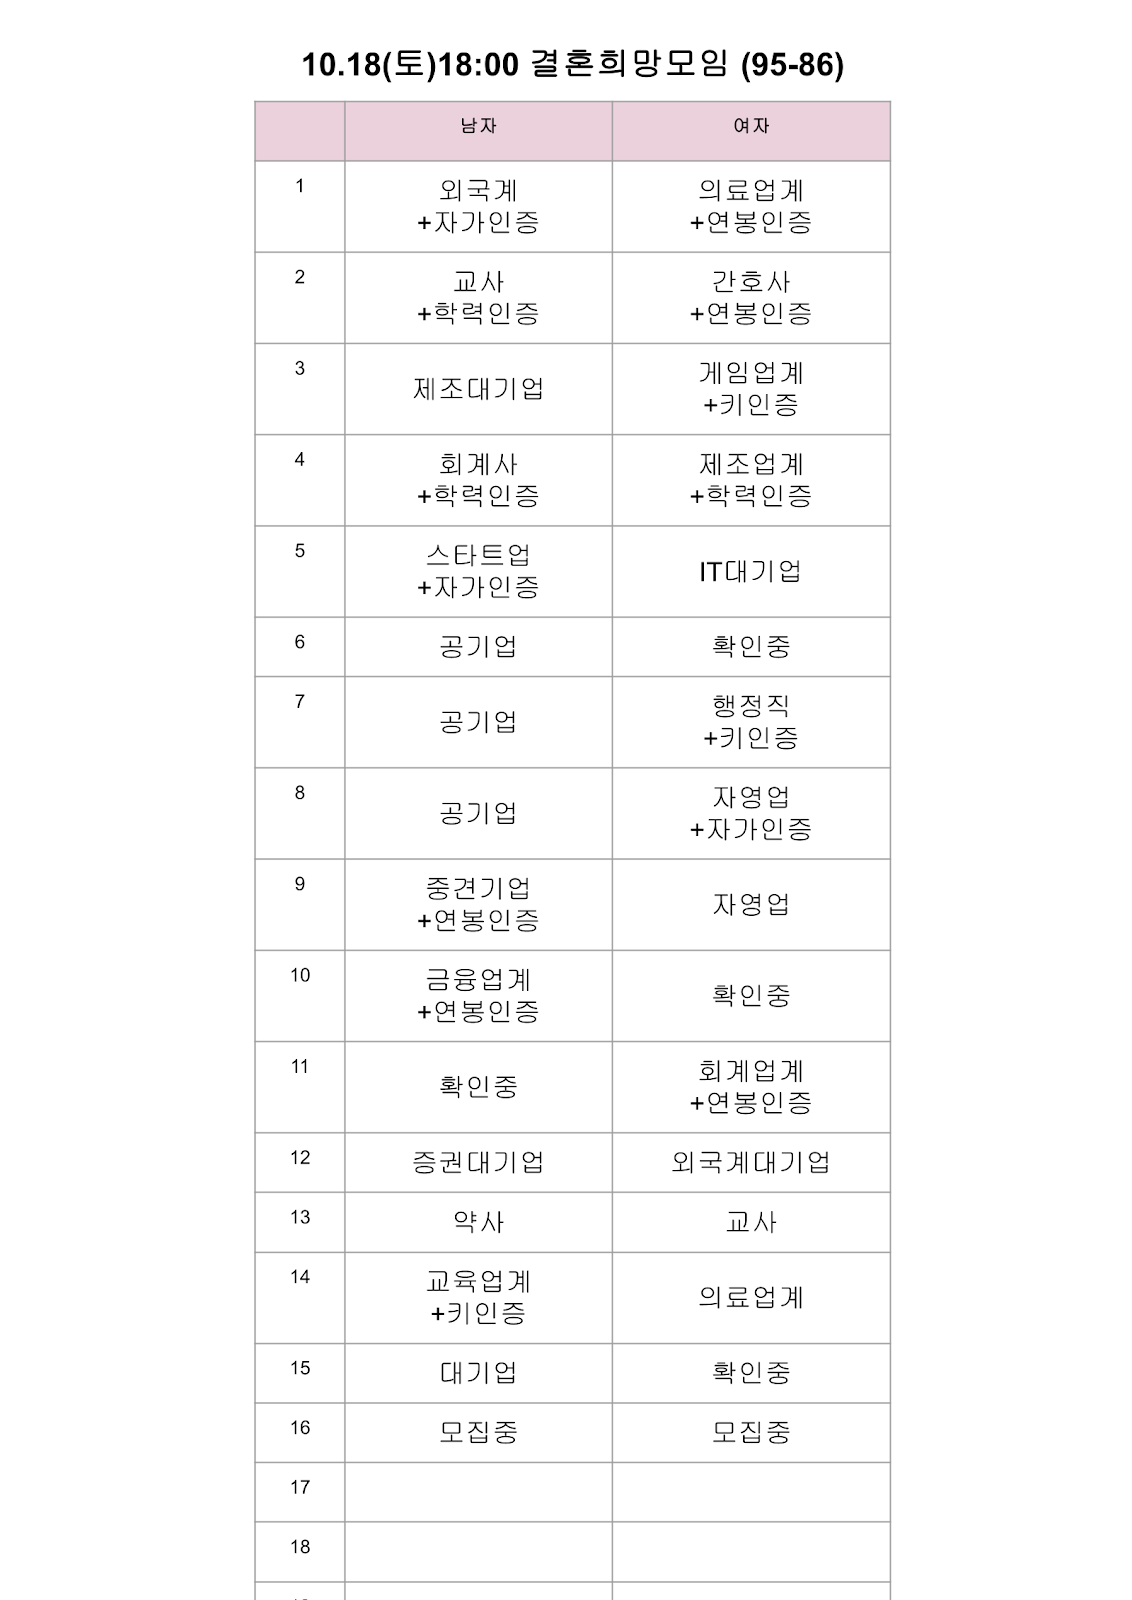 10.18(토)18:00 결혼희망모임 (95-86)
남자 여자
1 외국계 의료업계
+자가인증 +연봉인증
2 교사 간호사
+학력인증 +연봉인증
3 제조대기업 게임업계
+키인증
4 회계사 제조업계
+학력인증 +학력인증
5 스타트업 IT대기업
+자가인증
6 공기업 확인중
7 공기업 행정직
+키인증
8 공기업 자영업
+자가인증
9 중견기업 자영업
+연봉인증
10 금융업계 확인중
+연봉인증
11 확인중 회계업계
+연봉인증
12 증권대기업 외국계대기업
13 약사 교사
14 교육업계 의료업계
+키인증
15 대기업 확인중
16 모집중 모집중
17
18